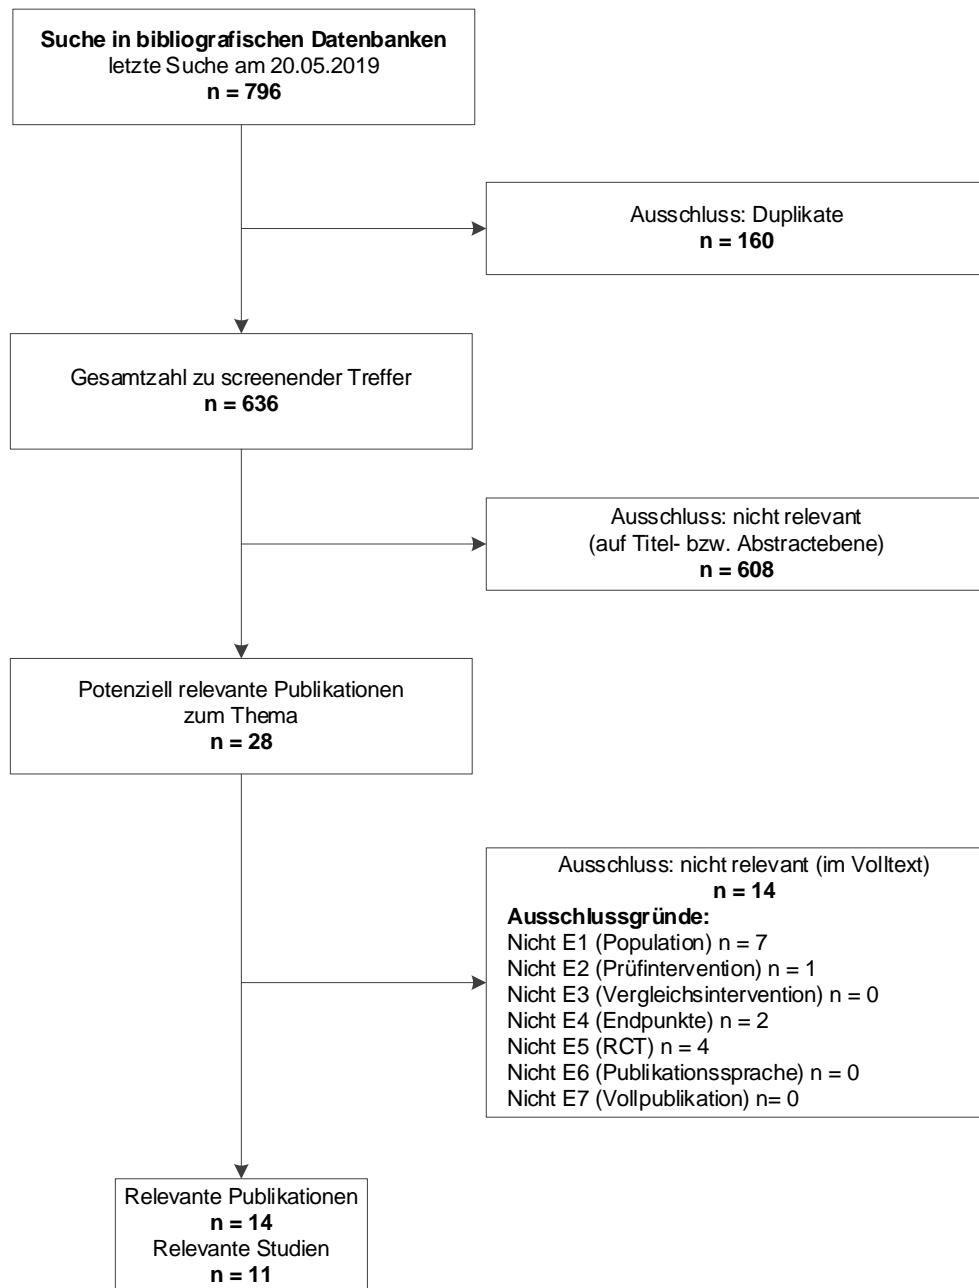 Suche in bibliografischen Datenbanken
letzte Suche am 20.05.2019
n = 796
Ausschluss: Duplikate
n = 160
Gesamtzahl zu screenender Treffer
n = 636
Ausschluss: nicht relevant
(auf Titel- bzw. Abstractebene)
n = 608
Potenziell relevante Publikationen
zum Thema
n = 28
Ausschluss: nicht relevant (im Volltext)
n = 14
Ausschlussgründe:
Nicht E1 (Population) n = 7
Nicht E2 (Prüfintervention) n = 1
Nicht E3 (Vergleichsintervention) n = 0
Nicht E4 (Endpunkte) n = 2
Nicht E5 (RCT) n = 4
Nicht E6 (Publikationssprache) n = 0
Nicht E7 (Vollpublikation) n= 0
Relevante Publikationen
n = 14
Relevante Studien
n = 11